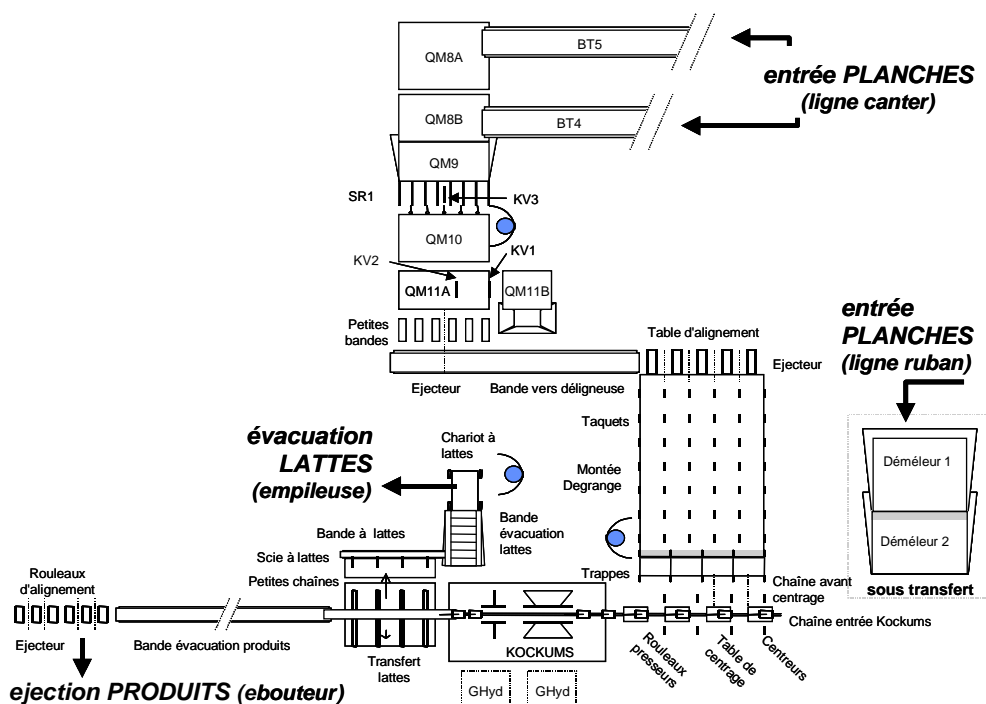 QM8A
BT5
entrée PLANCHES
(ligne canter)
QM8B
BT4
QM9
SR1
KV3
QM10
KV2
KV1
QM11A
QM11B
Petites
bandes
Table d'alignement
entrée
PLANCHES
(ligne ruban)
Ejecteur
Bande vers déligneuse
Ejecteur
Taquets
évacuation
LATTES
(empileuse)
Chariot à
lattes
Montée
Degrange
Déméleur 1
Bande à lattes
Bande
évacuation
lattes
Déméleur 2
Scie à lattes
Rouleaux
d'alignement
Petites chaînes
Trappes
Chaîne avant
centrage
sous transfert
Chaîne entrée Kockums
Ejecteur
Bande évacuation produits
Transfert
lattes
KOCKUMS
Rouleaux
presseurs
Table de
centrage
Centreurs
ejection PRODUITS (ebouteur)
GHyd
GHyd